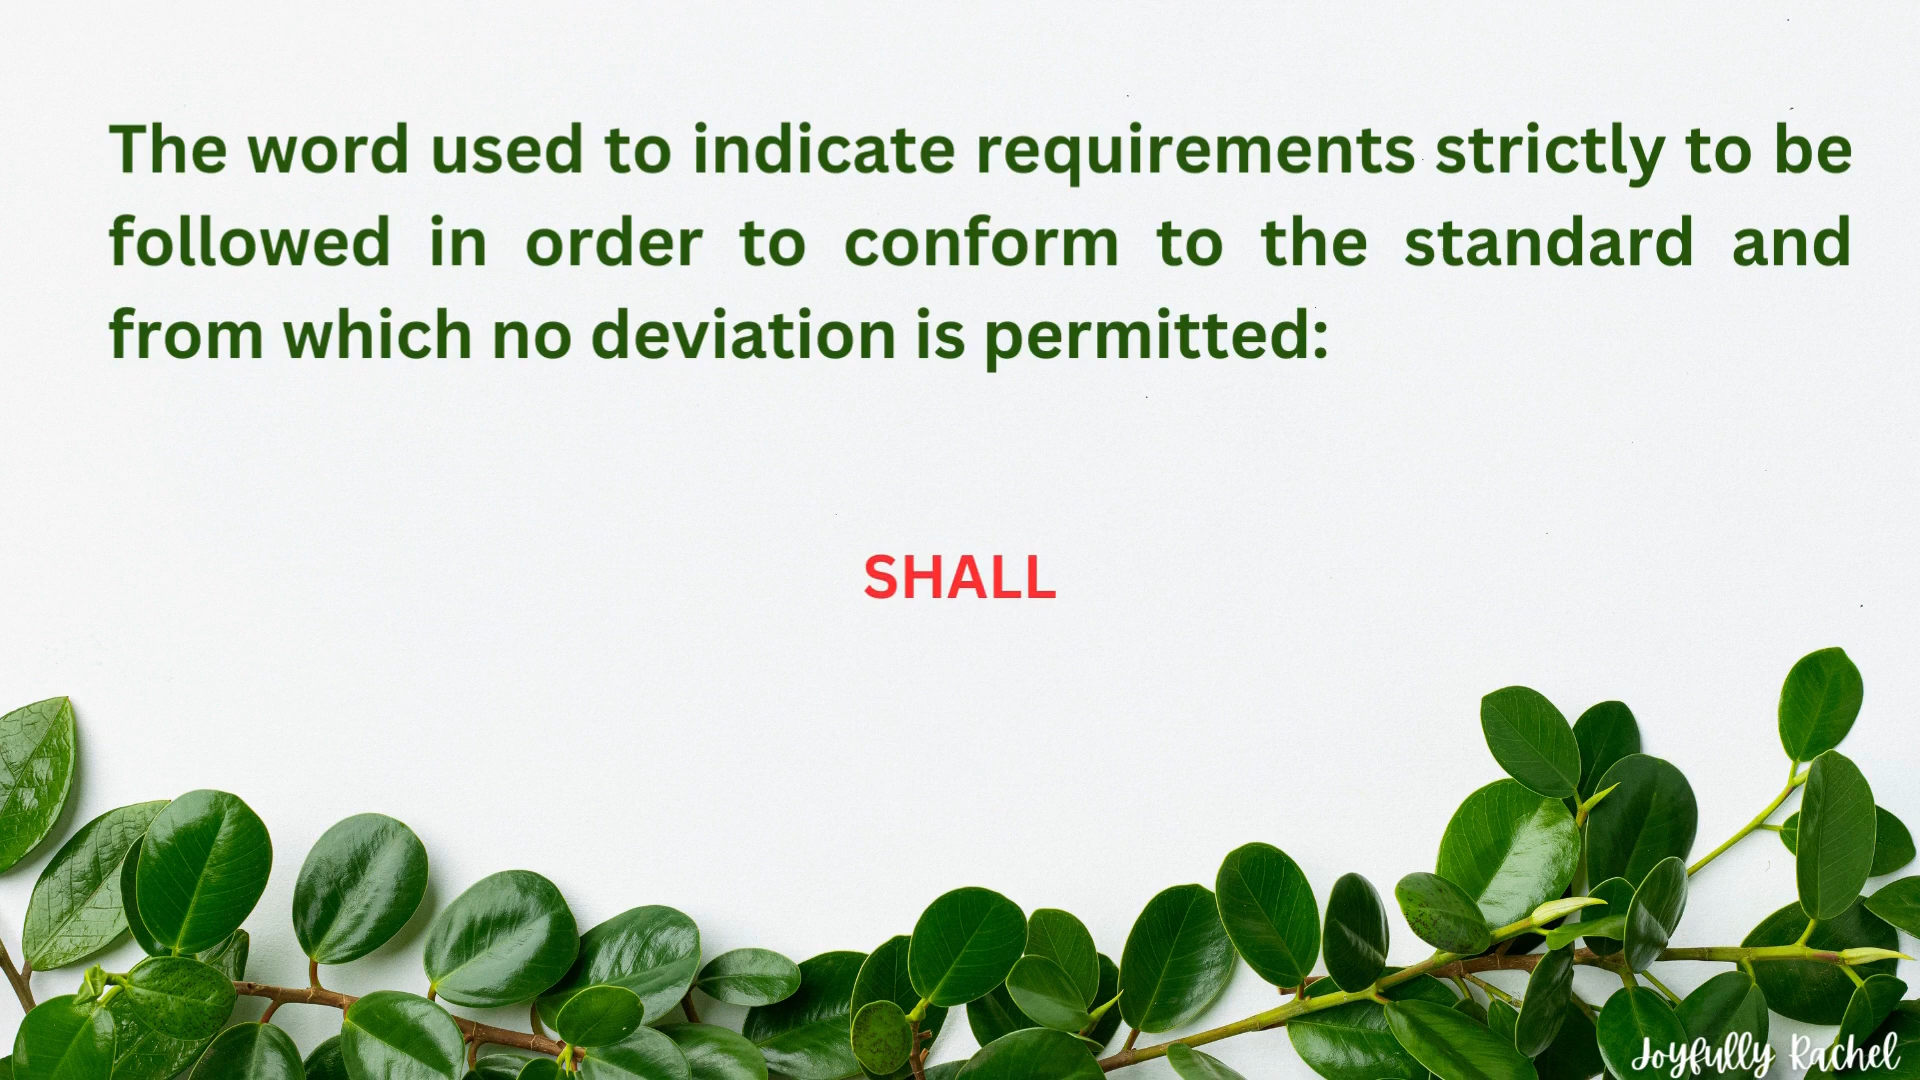 The word used to indicate requirements strictly to be
followed in order to conform to the standard and
from which no deviation is permitted:
SHALL
Joyfully Rachel